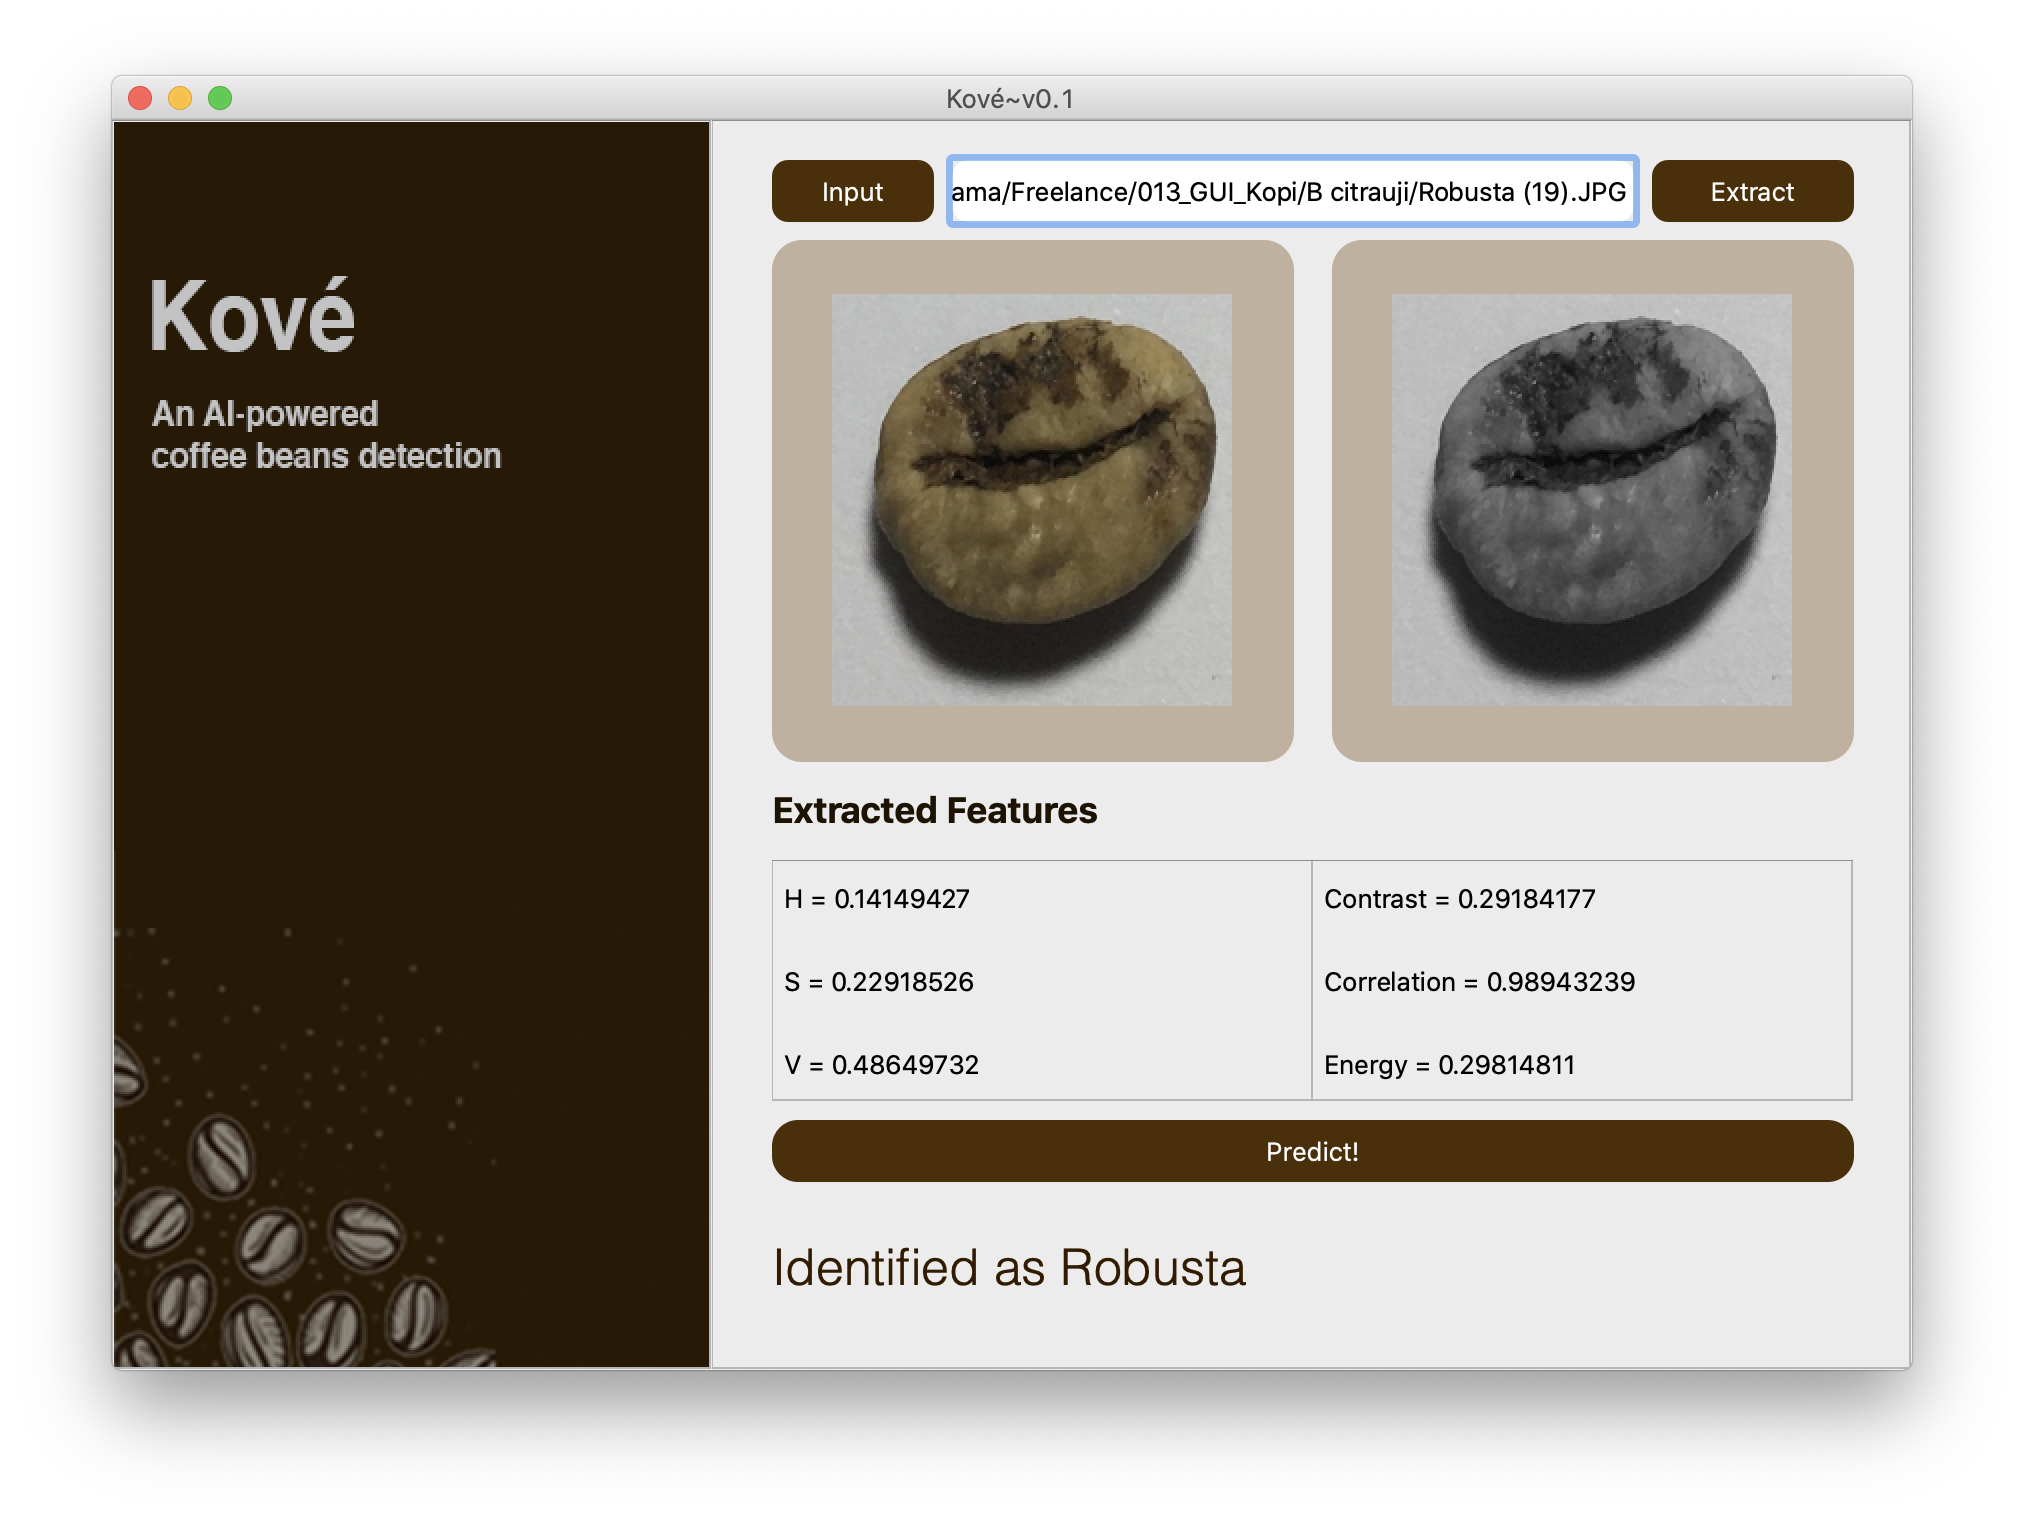 Kové~v0.1
Kové
An AI-powered
coffee beans detection
Input
ama/Freelance/013_GUI_Kopi/B citrauji/Robusta (19).JPG
Extract
Extracted Features
H = 0.14149427
Contrast = 0.29184177
S = 0.22918526
Correlation = 0.98943239
V = 0.48649732
Energy = 0.29814811
Predict!
Identified as Robusta